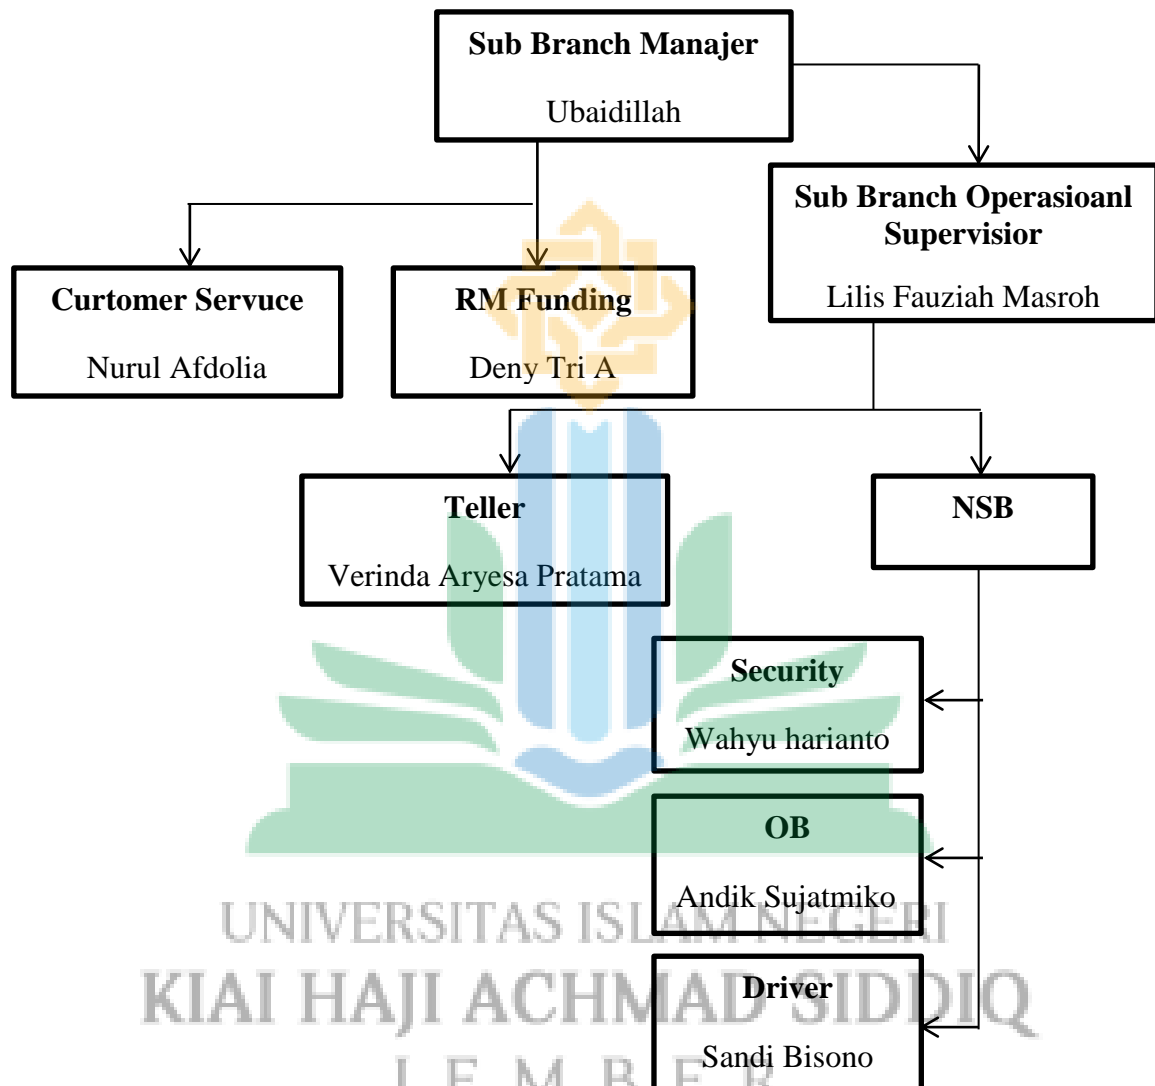 Sub Branch Manajer
Ubaidillah
Sub Branch Operasioanl
Supervisior
Lilis Fauziah Masroh
Curtomer Servuce
Nurul Afdolia
RM Funding
Deny Tri A
Teller
Verinda Aryesa Pratama
NSB
Security
Wahyu harianto
OB
Andik Sujatmiko
Driver
Sandi Bisono
UNIVERSITAS ISLAM NEGERI
KIAI HAJI ACHMAD SIDDIQ
J E M B E R